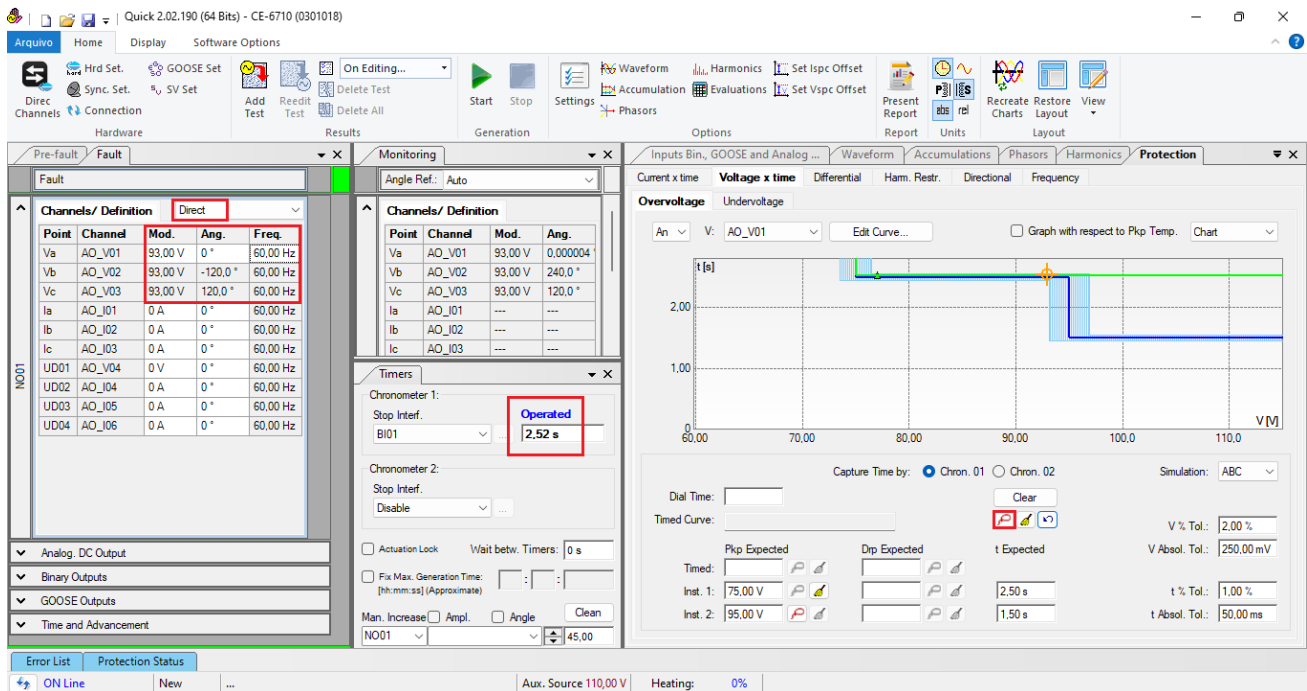 Quick 2.02.190 (64 Bits) - CE-6710 (0301018)
Arquivo Home Display Software Options
Direc Channels
Hrd Set.
Sync. Set.
Connection
GOOSE Set
SV Set
Hardware
Add Test
Reedit Test
On Editing...
Delete Test
Delete All
Results
Start
Stop
Generation
Settings
Waveform
Accumulation
Phasors
Harmonics
Evaluations
Set Ispc Offset
Set Vspc Offset
Options
Present Report
Report
abs rel
Units
Recreate Charts
Restore Layout
View
Layout
Pre-fault Fault
Fault
Channels/ Definition Direct
Point Channel Mod. Ang. Freq.
Va AO_V01 93,00 V 0 ° 60,00 Hz
Vb AO_V02 93,00 V -120,0 ° 60,00 Hz
Vc AO_V03 93,00 V 120,0 ° 60,00 Hz
Ia AO_I01 0 A 0 ° 60,00 Hz
Ib AO_I02 0 A 0 ° 60,00 Hz
Ic AO_I03 0 A 0 ° 60,00 Hz
UD01 AO_V04 0 V 0 ° 60,00 Hz
UD02 AO_I04 0 A 0 ° 60,00 Hz
UD03 AO_I05 0 A 0 ° 60,00 Hz
UD04 AO_I06 0 A 0 ° 60,00 Hz
NO01
Analog. DC Output
Binary Outputs
GOOSE Outputs
Time and Advancement
Monitoring
Angle Ref.: Auto
Channels/ Definition
Point Channel Mod. Ang.
Va AO_V01 93,00 V 0,000004 °
Vb AO_V02 93,00 V 240,0 °
Vc AO_V03 93,00 V 120,0 °
Ia AO_I01 --- ---
Ib AO_I02 --- ---
Ic AO_I03 --- ---
Timers
Chronometer 1:
Stop Interf. Operated
BI01 ... 2,52 s
Chronometer 2:
Stop Interf.
Disable ...
Actuation Lock Wait betw. Timers: 0 s
Fix Max. Generation Time: : :
[hh:mm:ss] (Approximate)
Man. Increase Ampl. Angle Clean
NO01 45,00
Inputs Bin., GOOSE and Analog ... Waveform Accumulations Phasors Harmonics Protection
Current x time Voltage x time Differential Harm. Restr. Directional Frequency
Overvoltage Undervoltage
An V: AO_V01 Edit Curve... Graph with respect to Pkp Temp. Chart
t [s]
2,00
1,00
0
60,00 70,00 80,00 90,00 100,0 110,0
V [V]
Capture Time by: Chron. 01 Chron. 02 Simulation: ABC
Dial Time: Clear
Timed Curve: V % Tol.: 2,00 %
Pkp Expected Drp Expected t Expected V Absol. Tol.: 250,00 mV
Timed:
Inst. 1: 75,00 V 2,50 s t % Tol.: 1,00 %
Inst. 2: 95,00 V 1,50 s t Absol. Tol.: 50,00 ms
Error List Protection Status
ON Line New ... Aux. Source 110,00 V Heating: 0%